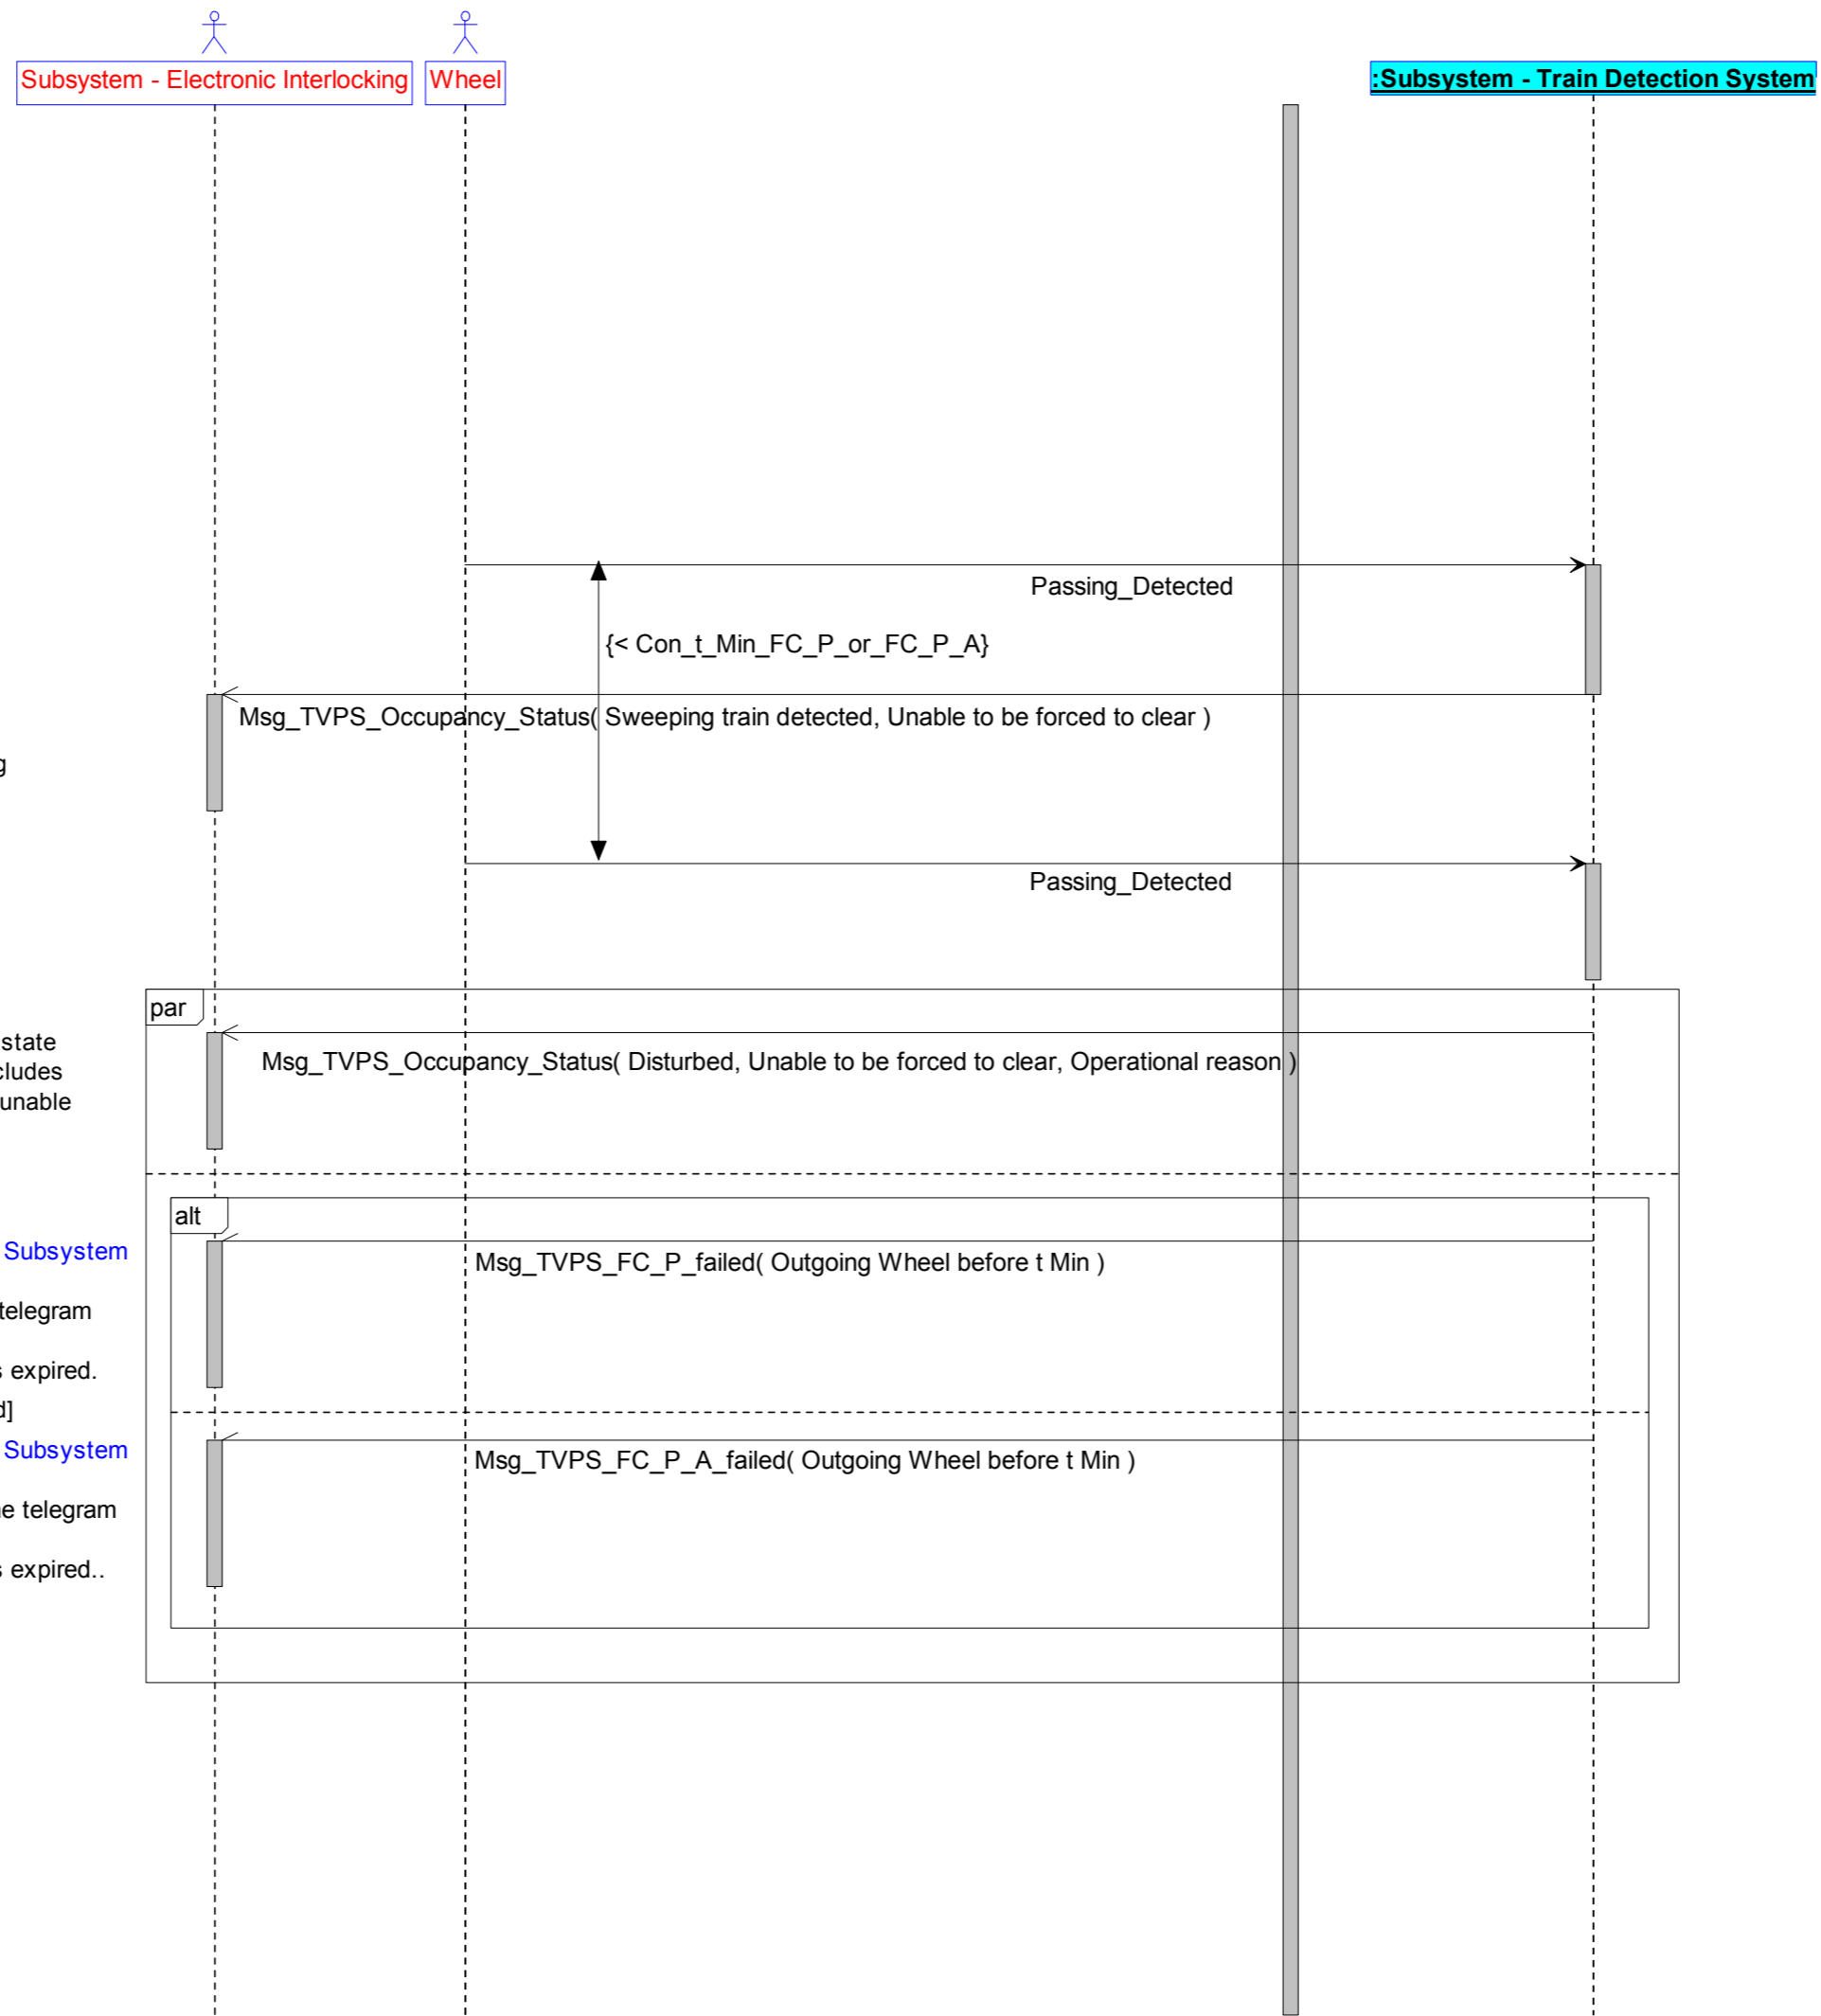 Subsystem - Electronic Interlocking
Wheel
:Subsystem - Train Detection System
Passing_Detected
{< Con_t_Min_FC_P_or_FC_P_A}
Msg_TVPS_Occupancy_Status( Sweeping train detected, Unable to be forced to clear )
g
Passing_Detected
par
state
Msg_TVPS_Occupancy_Status( Disturbed, Unable to be forced to clear, Operational reason )
cludes
unable
alt
Subsystem
Msg_TVPS_FC_P_failed( Outgoing Wheel before t Min )
telegram
s expired.
d]
Subsystem
Msg_TVPS_FC_P_A_failed( Outgoing Wheel before t Min )
e telegram
s expired..